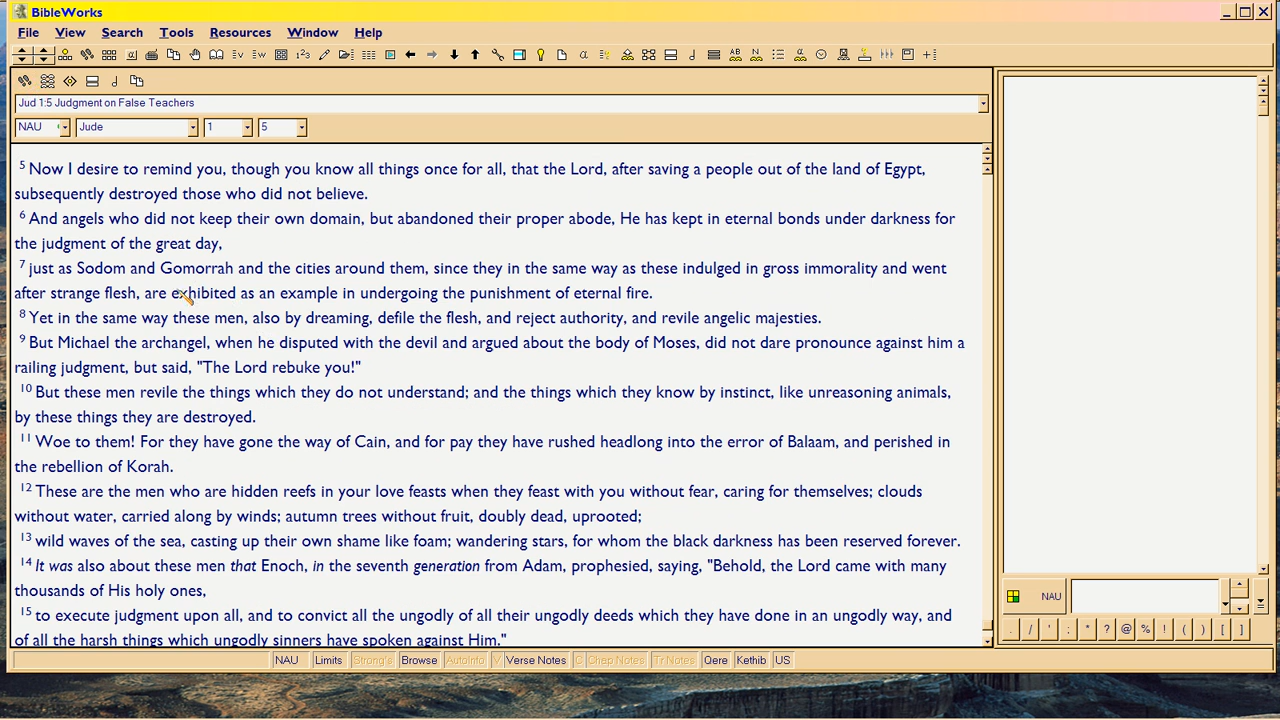 BibleWorks
File View Search Tools Resources Window Help
Jud 1:5 Judgment on False Teachers
NAU Jude 1 5
5 Now I desire to remind you, though you know all things once for all, that the Lord, after saving a people out of the land of Egypt,
subsequently destroyed those who did not believe.
6 And angels who did not keep their own domain, but abandoned their proper abode, He has kept in eternal bonds under darkness for
the judgment of the great day,
7 just as Sodom and Gomorrah and the cities around them, since they in the same way as these indulged in gross immorality and went
after strange flesh, are exhibited as an example in undergoing the punishment of eternal fire.
8 Yet in the same way these men, also by dreaming, defile the flesh, and reject authority, and revile angelic majesties.
9 But Michael the archangel, when he disputed with the devil and argued about the body of Moses, did not dare pronounce against him a
railing judgment, but said, "The Lord rebuke you!"
10 But these men revile the things which they do not understand; and the things which they know by instinct, like unreasoning animals,
by these things they are destroyed.
11 Woe to them! For they have gone the way of Cain, and for pay they have rushed headlong into the error of Balaam, and perished in
the rebellion of Korah.
12 These are the men who are hidden reefs in your love feasts when they feast with you without fear, caring for themselves; clouds
without water, carried along by winds; autumn trees without fruit, doubly dead, uprooted;
13 wild waves of the sea, casting up their own shame like foam; wandering stars, for whom the black darkness has been reserved forever.
14 It was also about these men that Enoch, in the seventh generation from Adam, prophesied, saying, "Behold, the Lord came with many
thousands of His holy ones,
15 to execute judgment upon all, and to convict all the ungodly of all their ungodly deeds which they have done in an ungodly way, and
of all the harsh things which ungodly sinners have spoken against Him."
NAU
. / ' ; * ? @ % ! ( ) [ ]
NAU Limits Strong's Browse AutoInfo V Verse Notes C Chap Notes Tr Notes Qere Kethib US